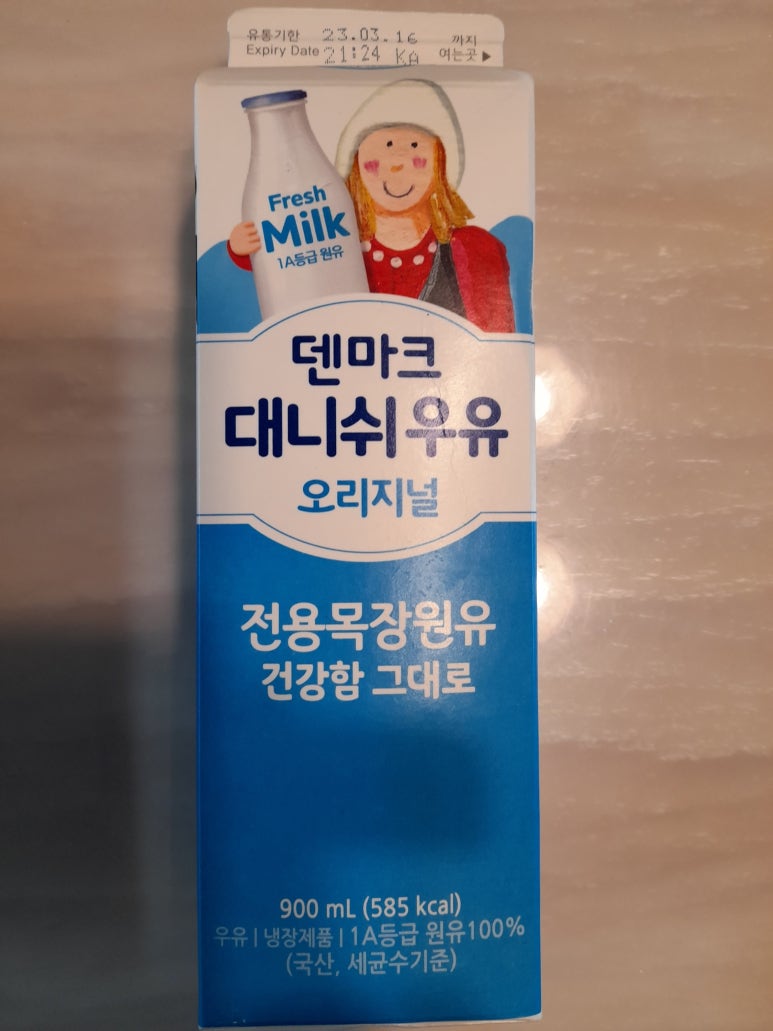 유통기한 23.03.16 까지
Expiry Date 21:24 KA 여는곳▶
Fresh
Milk
1A등급 원유
덴마크
대니쉬우유
오리지널
전용목장원유
건강함 그대로
900 mL (585 kcal)
우유 | 냉장제품 | 1A등급 원유100%
(국산, 세균수기준)